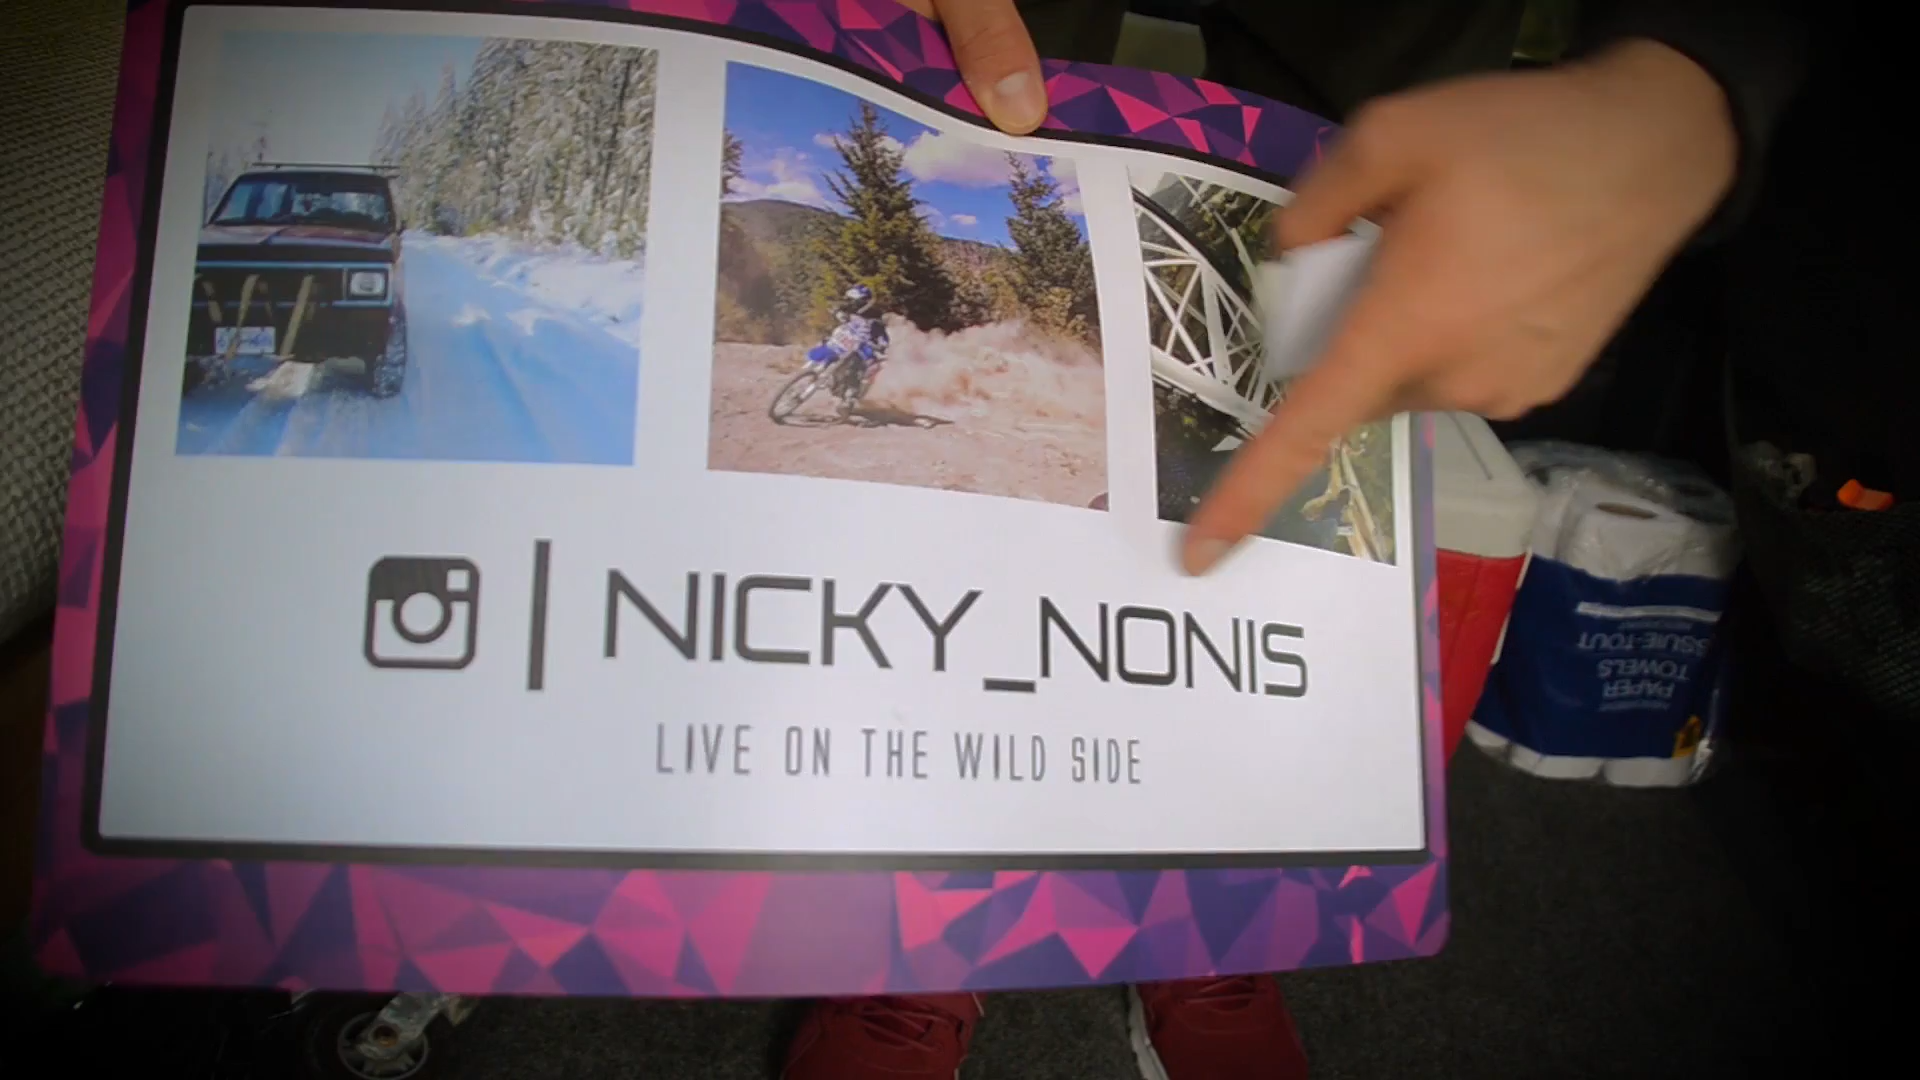 NICKY_NONIS
LIVE ON THE WILD SIDE
PAPER
TOWELS